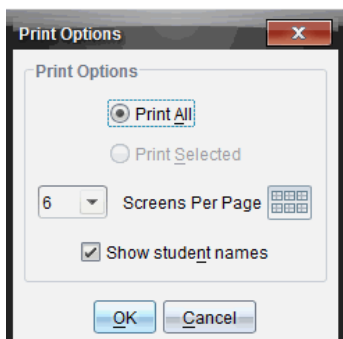 Print Options
Print Options
Print All
Print Selected
6 Screens Per Page
Show student names
OK Cancel